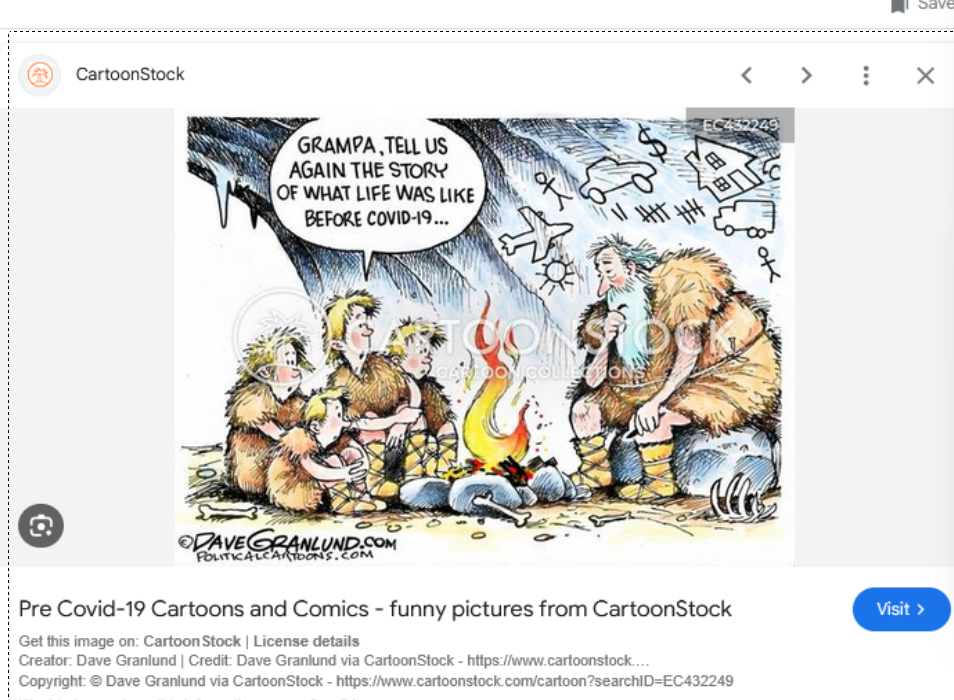 Save
CartoonStock
EC432249
GRAMPA, TELL US
AGAIN THE STORY
OF WHAT LIFE WAS LIKE
BEFORE COVID-19...
$
CARTOONSTOCK
CARTOON COLLECTIONS
©DAVEGRANLUND.COM
POLITICALCARTOONS.COM
Pre Covid-19 Cartoons and Comics - funny pictures from CartoonStock
Visit >
Get this image on: CartoonStock | License details
Creator: Dave Granlund | Credit: Dave Granlund via CartoonStock - https://www.cartoonstock....
Copyright: © Dave Granlund via CartoonStock - https://www.cartoonstock.com/cartoon?searchID=EC432249